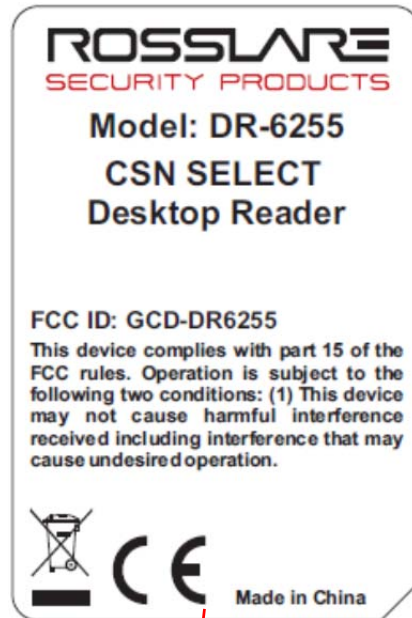 ROSSLARE
SECURITY PRODUCTS
Model: DR-6255
CSN SELECT
Desktop Reader
FCC ID: GCD-DR6255
This device complies with part 15 of the
FCC rules. Operation is subject to the
following two conditions: (1) This device
may not cause harmful interference
received including interference that may
cause undesired operation.
CE
Made in China